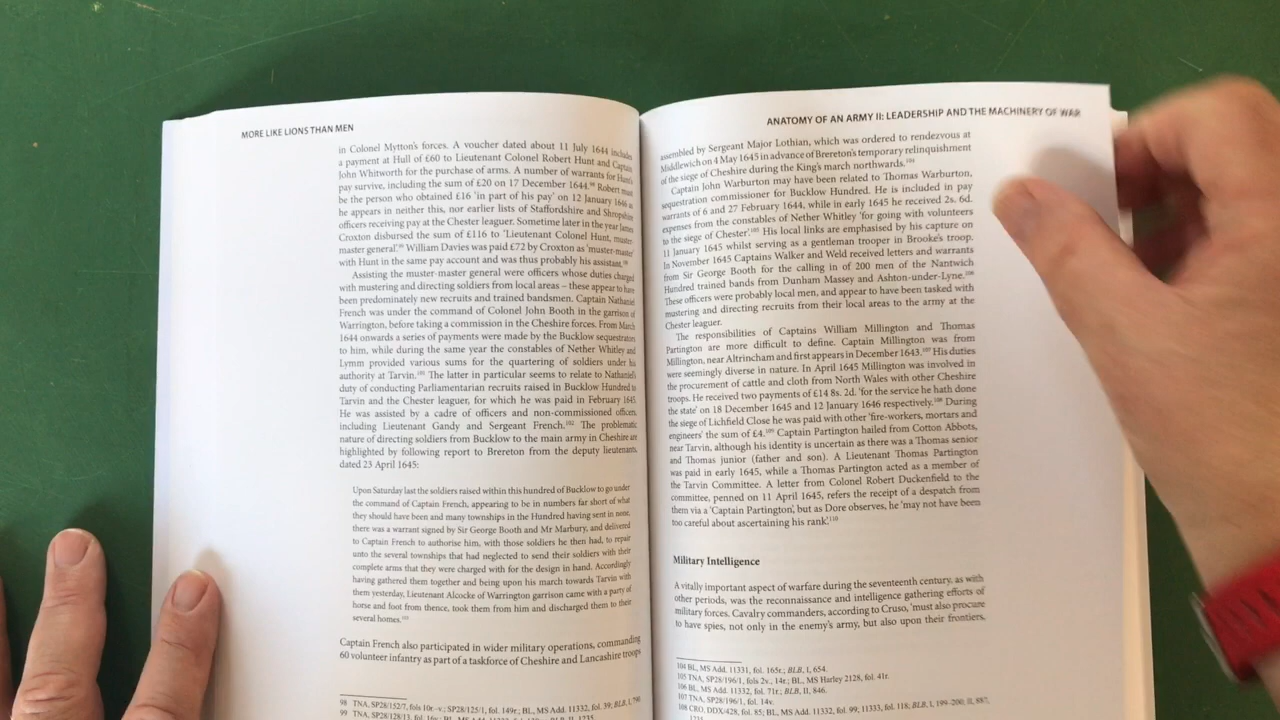 MORE LIKE LIONS THAN MEN
in Colonel Mytton's forces. A voucher dated about 11 July 1644 includes
a payment at Hull of £60 to Lieutenant Colonel Robert Hunt and Captain
John Whitworth for the purchase of arms. A number of warrants for Hunt's
pay survive, including the sum of £20 on 17 December 1644.98 Robert must
be the person who obtained £16 'in part of his pay' on 12 January 1646 as
he appears in neither this, nor earlier lists of Staffordshire and Shropshire
officers receiving pay at the Chester leaguer. Sometime later in the year James
Croxton disbursed the sum of £116 to 'Lieutenant Colonel Hunt, muster-
master general'.99 William Davies was paid £72 by Croxton as 'muster-master'
with Hunt in the same pay account and was thus probably his assistant.
Assisting the muster-master general were officers whose duties charged
with mustering and directing soldiers from local areas – these appear to have
been predominately new recruits and trained bandsmen. Captain Nathaniel
French was under the command of Colonel John Booth in the garrison of
Warrington, before taking a commission in the Cheshire forces. From March
1644 onwards a series of payments were made by the Bucklow sequestrators
to him, while during the same year the constables of Nether Whitley and
Lymm provided various sums for the quartering of soldiers under his
authority at Tarvin.101 The latter in particular seems to relate to Nathaniel's
duty of conducting Parliamentarian recruits raised in Bucklow Hundred to
Tarvin and the Chester leaguer, for which he was paid in February 1645.
He was assisted by a cadre of officers and non-commissioned officers,
including Lieutenant Gandy and Sergeant French.102 The problematic
nature of directing soldiers from Bucklow to the main army in Cheshire are
highlighted by following report to Brereton from the deputy lieutenants,
dated 23 April 1645:
Upon Saturday last the soldiers raised within this hundred of Bucklow to go under
the command of Captain French, appearing to be in numbers far short of what
they should have been and many townships in the Hundred having sent in none,
there was a warrant signed by Sir George Booth and Mr Marbury, and delivered
to Captain French to authorise him, with those soldiers he then had, to repair
unto the several townships that had neglected to send their soldiers with their
complete arms that they were charged with for the design in hand. Accordingly
having gathered them together and being upon his march towards Tarvin with
them yesterday, Lieutenant Alcocke of Warrington garrison came with a party of
horse and foot from thence, took them from him and discharged them to their
several homes.103
Captain French also participated in wider military operations, commanding
60 volunteer infantry as part of a taskforce of Cheshire and Lancashire troops
98 TNA, SP28/152/7, fols 10r.-v.; SP28/125/1, fol. 149r.; BL, MS Add. 11332, fol. 39; BLB, I, 790
99 TNA, SP28/128/13, fol. 16v.; BL, MS Add. 11332, fol.
ANATOMY OF AN ARMY II: LEADERSHIP AND THE MACHINERY OF WAR
assembled by Sergeant Major Lothian, which was ordered to rendezvous at
Middlewich on 4 May 1645 in advance of Brereton's temporary relinquishment
of the siege of Cheshire during the King's march northwards.104
Captain John Warburton may have been related to Thomas Warburton,
sequestration commissioner for Bucklow Hundred. He is included in pay
warrants of 6 and 27 February 1644, while in early 1645 he received 2s. 6d.
expenses from the constables of Nether Whitley 'for going with volunteers
to the siege of Chester'.105 His local links are emphasised by his capture on
11 January 1645 whilst serving as a gentleman trooper in Brooke's troop.
In November 1645 Captains Walker and Weld received letters and warrants
from Sir George Booth for the calling in of 200 men of the Nantwich
Hundred trained bands from Dunham Massey and Ashton-under-Lyne.106
These officers were probably local men, and appear to have been tasked with
mustering and directing recruits from their local areas to the army at the
Chester leaguer.
The responsibilities of Captains William Millington and Thomas
Partington are more difficult to define. Captain Millington was from
Millington, near Altrincham and first appears in December 1643.107 His duties
were seemingly diverse in nature. In April 1645 Millington was involved in
the procurement of cattle and cloth from North Wales with other Cheshire
troops. He received two payments of £14 8s. 2d. 'for the service he hath done
the state' on 18 December 1645 and 12 January 1646 respectively.108 During
the siege of Lichfield Close he was paid with other 'fire-workers, mortars and
engineers' the sum of £4.109 Captain Partington hailed from Cotton Abbots,
near Tarvin, although his identity is uncertain as there was a Thomas senior
and Thomas junior (father and son). A Lieutenant Thomas Partington
was paid in early 1645, while a Thomas Partington acted as a member of
the Tarvin Committee. A letter from Colonel Robert Duckenfield to the
committee, penned on 11 April 1645, refers the receipt of a despatch from
them via a 'Captain Partington', but as Dore observes, he 'may not have been
too careful about ascertaining his rank'.110
Military Intelligence
A vitally important aspect of warfare during the seventeenth century, as with
other periods, was the reconnaissance and intelligence gathering efforts of
military forces. Cavalry commanders, according to Cruso, 'must also procure
to have spies, not only in the enemy's army, but also upon their frontiers,
104 BL, MS Add. 11331, fol. 165r.; BLB, I, 654.
105 TNA, SP28/196/1, fols 2v.; 14r.; BL, MS Harley 2128, fol. 41r.
106 BL, MS Add. 11332, fol. 71r.; BLB, II, 846.
107 TNA, SP28/196/1, fol. 14v.
108 CRO, DDX/428, fol. 85; BL, MS Add. 11332, fol. 99; 11333, fol. 118; BLB, I, 199–200, II, 887,